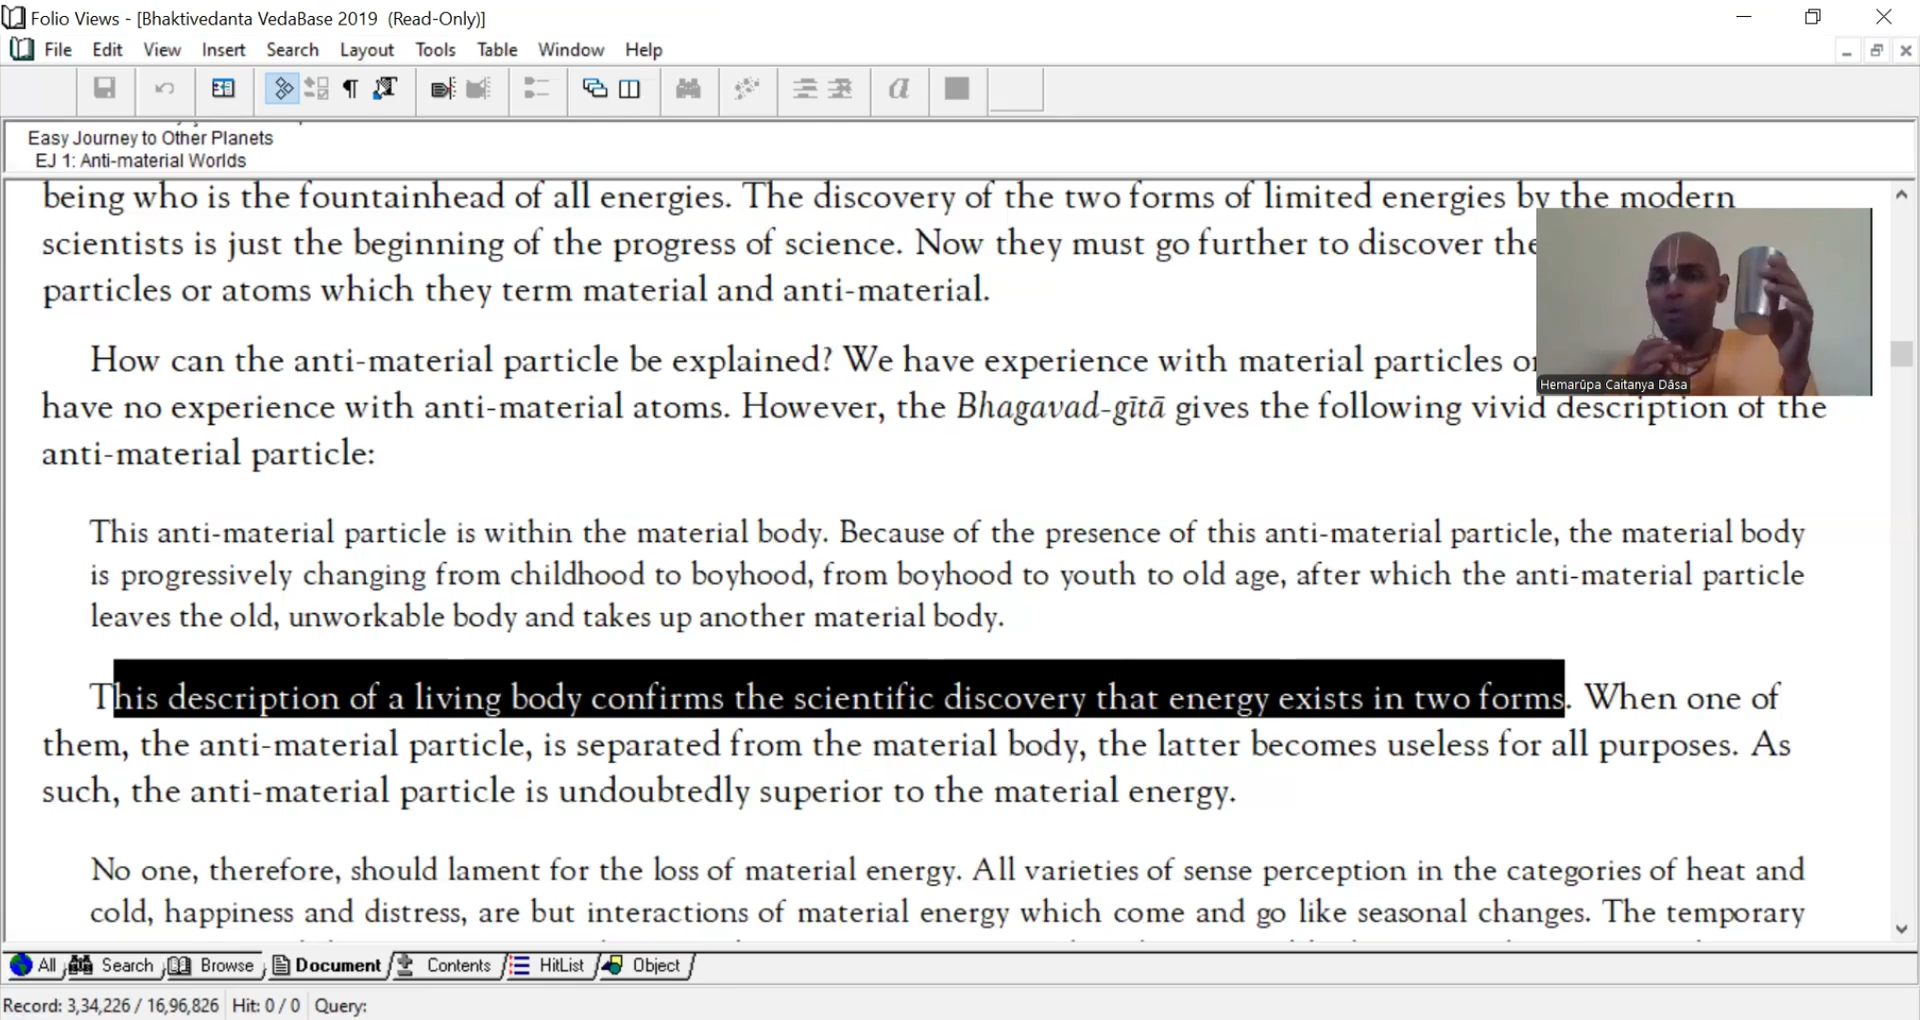 Folio Views - [Bhaktivedanta VedaBase 2019 (Read-Only)]
File Edit View Insert Search Layout Tools Table Window Help
Easy Journey to Other Planets
EJ 1: Anti-material Worlds
being who is the fountainhead of all energies. The discovery of the two forms of limited energies by the modern
scientists is just the beginning of the progress of science. Now they must go further to discover the
particles or atoms which they term material and anti-material.
How can the anti-material particle be explained? We have experience with material particles or
have no experience with anti-material atoms. However, the Bhagavad-gītā gives the following vivid description of the
anti-material particle:
Hemarūpa Caitanya Dāsa
This anti-material particle is within the material body. Because of the presence of this anti-material particle, the material body
is progressively changing from childhood to boyhood, from boyhood to youth to old age, after which the anti-material particle
leaves the old, unworkable body and takes up another material body.
This description of a living body confirms the scientific discovery that energy exists in two forms. When one of
them, the anti-material particle, is separated from the material body, the latter becomes useless for all purposes. As
such, the anti-material particle is undoubtedly superior to the material energy.
No one, therefore, should lament for the loss of material energy. All varieties of sense perception in the categories of heat and
cold, happiness and distress, are but interactions of material energy which come and go like seasonal changes. The temporary
All Search Browse Document Contents HitList Object
Record: 3,34,226 / 16,96,826 Hit: 0 / 0 Query: